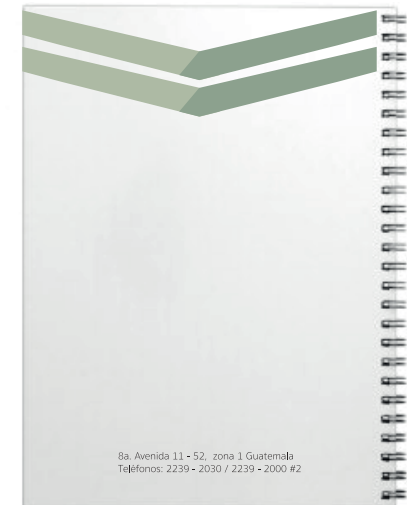 8a. Avenida 11 - 52, zona 1 Guatemala
Teléfonos: 2239 - 2030 / 2239 - 2000 #2